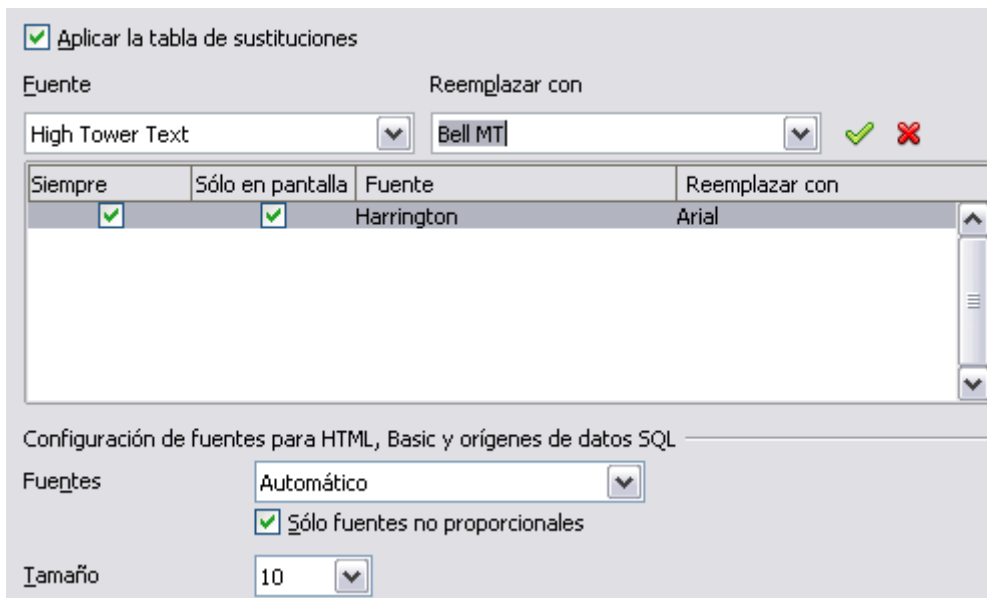 Aplicar la tabla de sustituciones
Fuente Reemplazar con
High Tower Text Bell MT
Siempre Sólo en pantalla Fuente Reemplazar con
Harrington Arial
Configuración de fuentes para HTML, Basic y orígenes de datos SQL
Fuentes Automático
Sólo fuentes no proporcionales
Tamaño 10